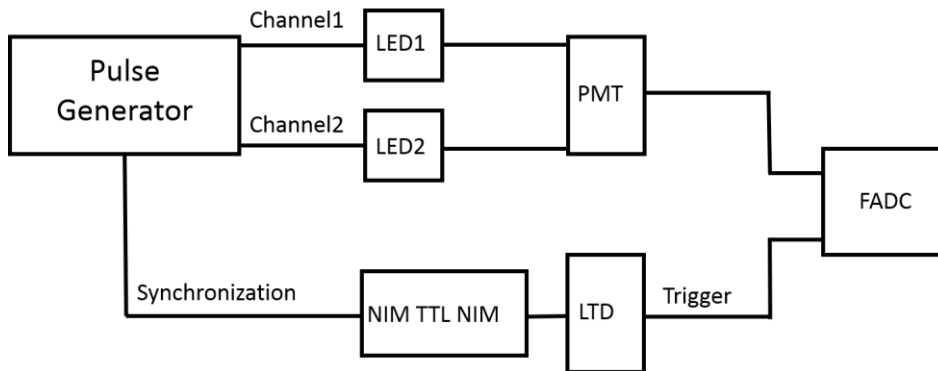 Channel1
LED1
Pulse
Generator
PMT
Channel2
LED2
FADC
Synchronization
NIM TTL NIM
LTD
Trigger